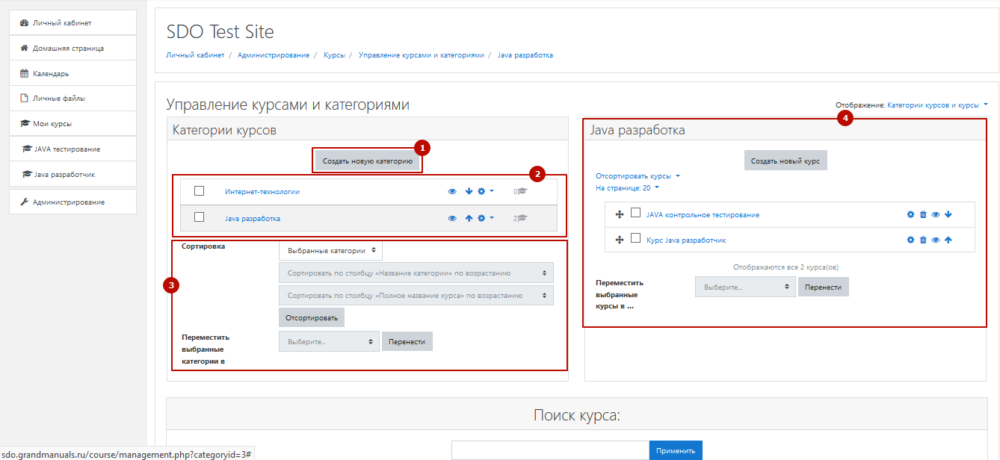 Личный кабинет
Домашняя страница
Календарь
Личные файлы
Мои курсы
JAVA тестирование
Java разработчик
Администрирование
SDO Test Site
Личный кабинет / Администрирование / Курсы / Управление курсами и категориями / Java разработка
Управление курсами и категориями
Отображение: Категории курсов и курсы
Категории курсов
1
Создать новую категорию
2
Интернет-технологии 0
Java разработка 2
3
Сортировка
Выбранные категории
Сортировать по столбцу «Название категории» по возрастанию
Сортировать по столбцу «Полное название курса» по возрастанию
Отсортировать
Переместить
выбранные
категории в
Выберите...
Перенести
4
Java разработка
Создать новый курс
Отсортировать курсы
На странице: 20
JAVA контрольное тестирование
Курс Java разработчик
Отображаются все 2 курса(ов)
Переместить
выбранные
курсы в ...
Выберите...
Перенести
Поиск курса:
Применить
sdo.grandmanuals.ru/course/management.php?categoryid=3#